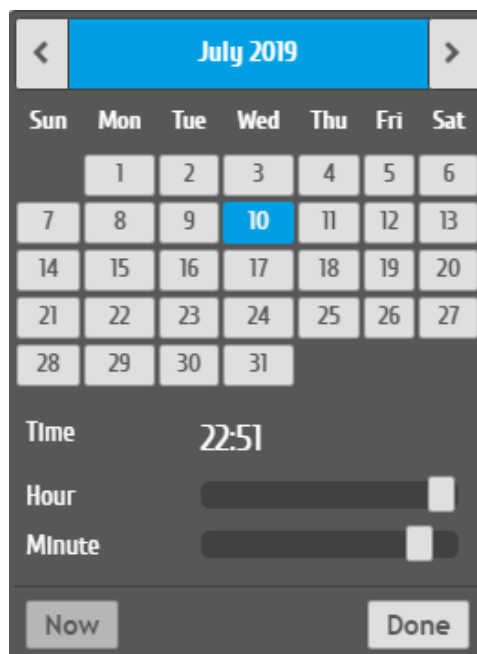 July 2019
Sun Mon Tue Wed Thu Fri Sat
1 2 3 4 5 6
7 8 9 10 11 12 13
14 15 16 17 18 19 20
21 22 23 24 25 26 27
28 29 30 31
Time 22:51
Hour
Minute
Now Done